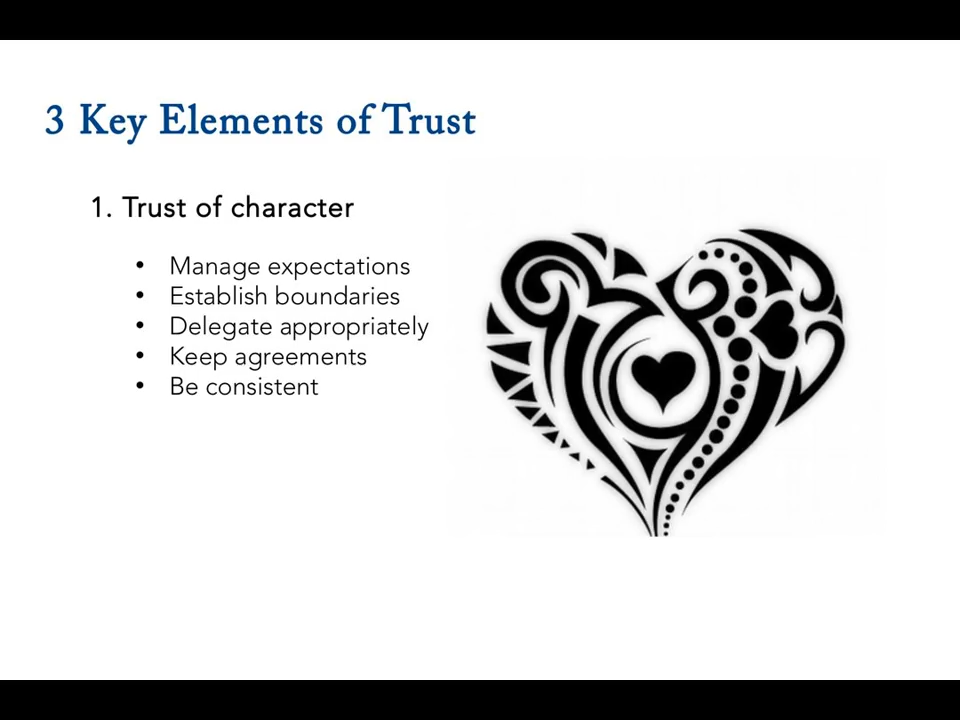 3 Key Elements of Trust
1. Trust of character
• Manage expectations
• Establish boundaries
• Delegate appropriately
• Keep agreements
• Be consistent